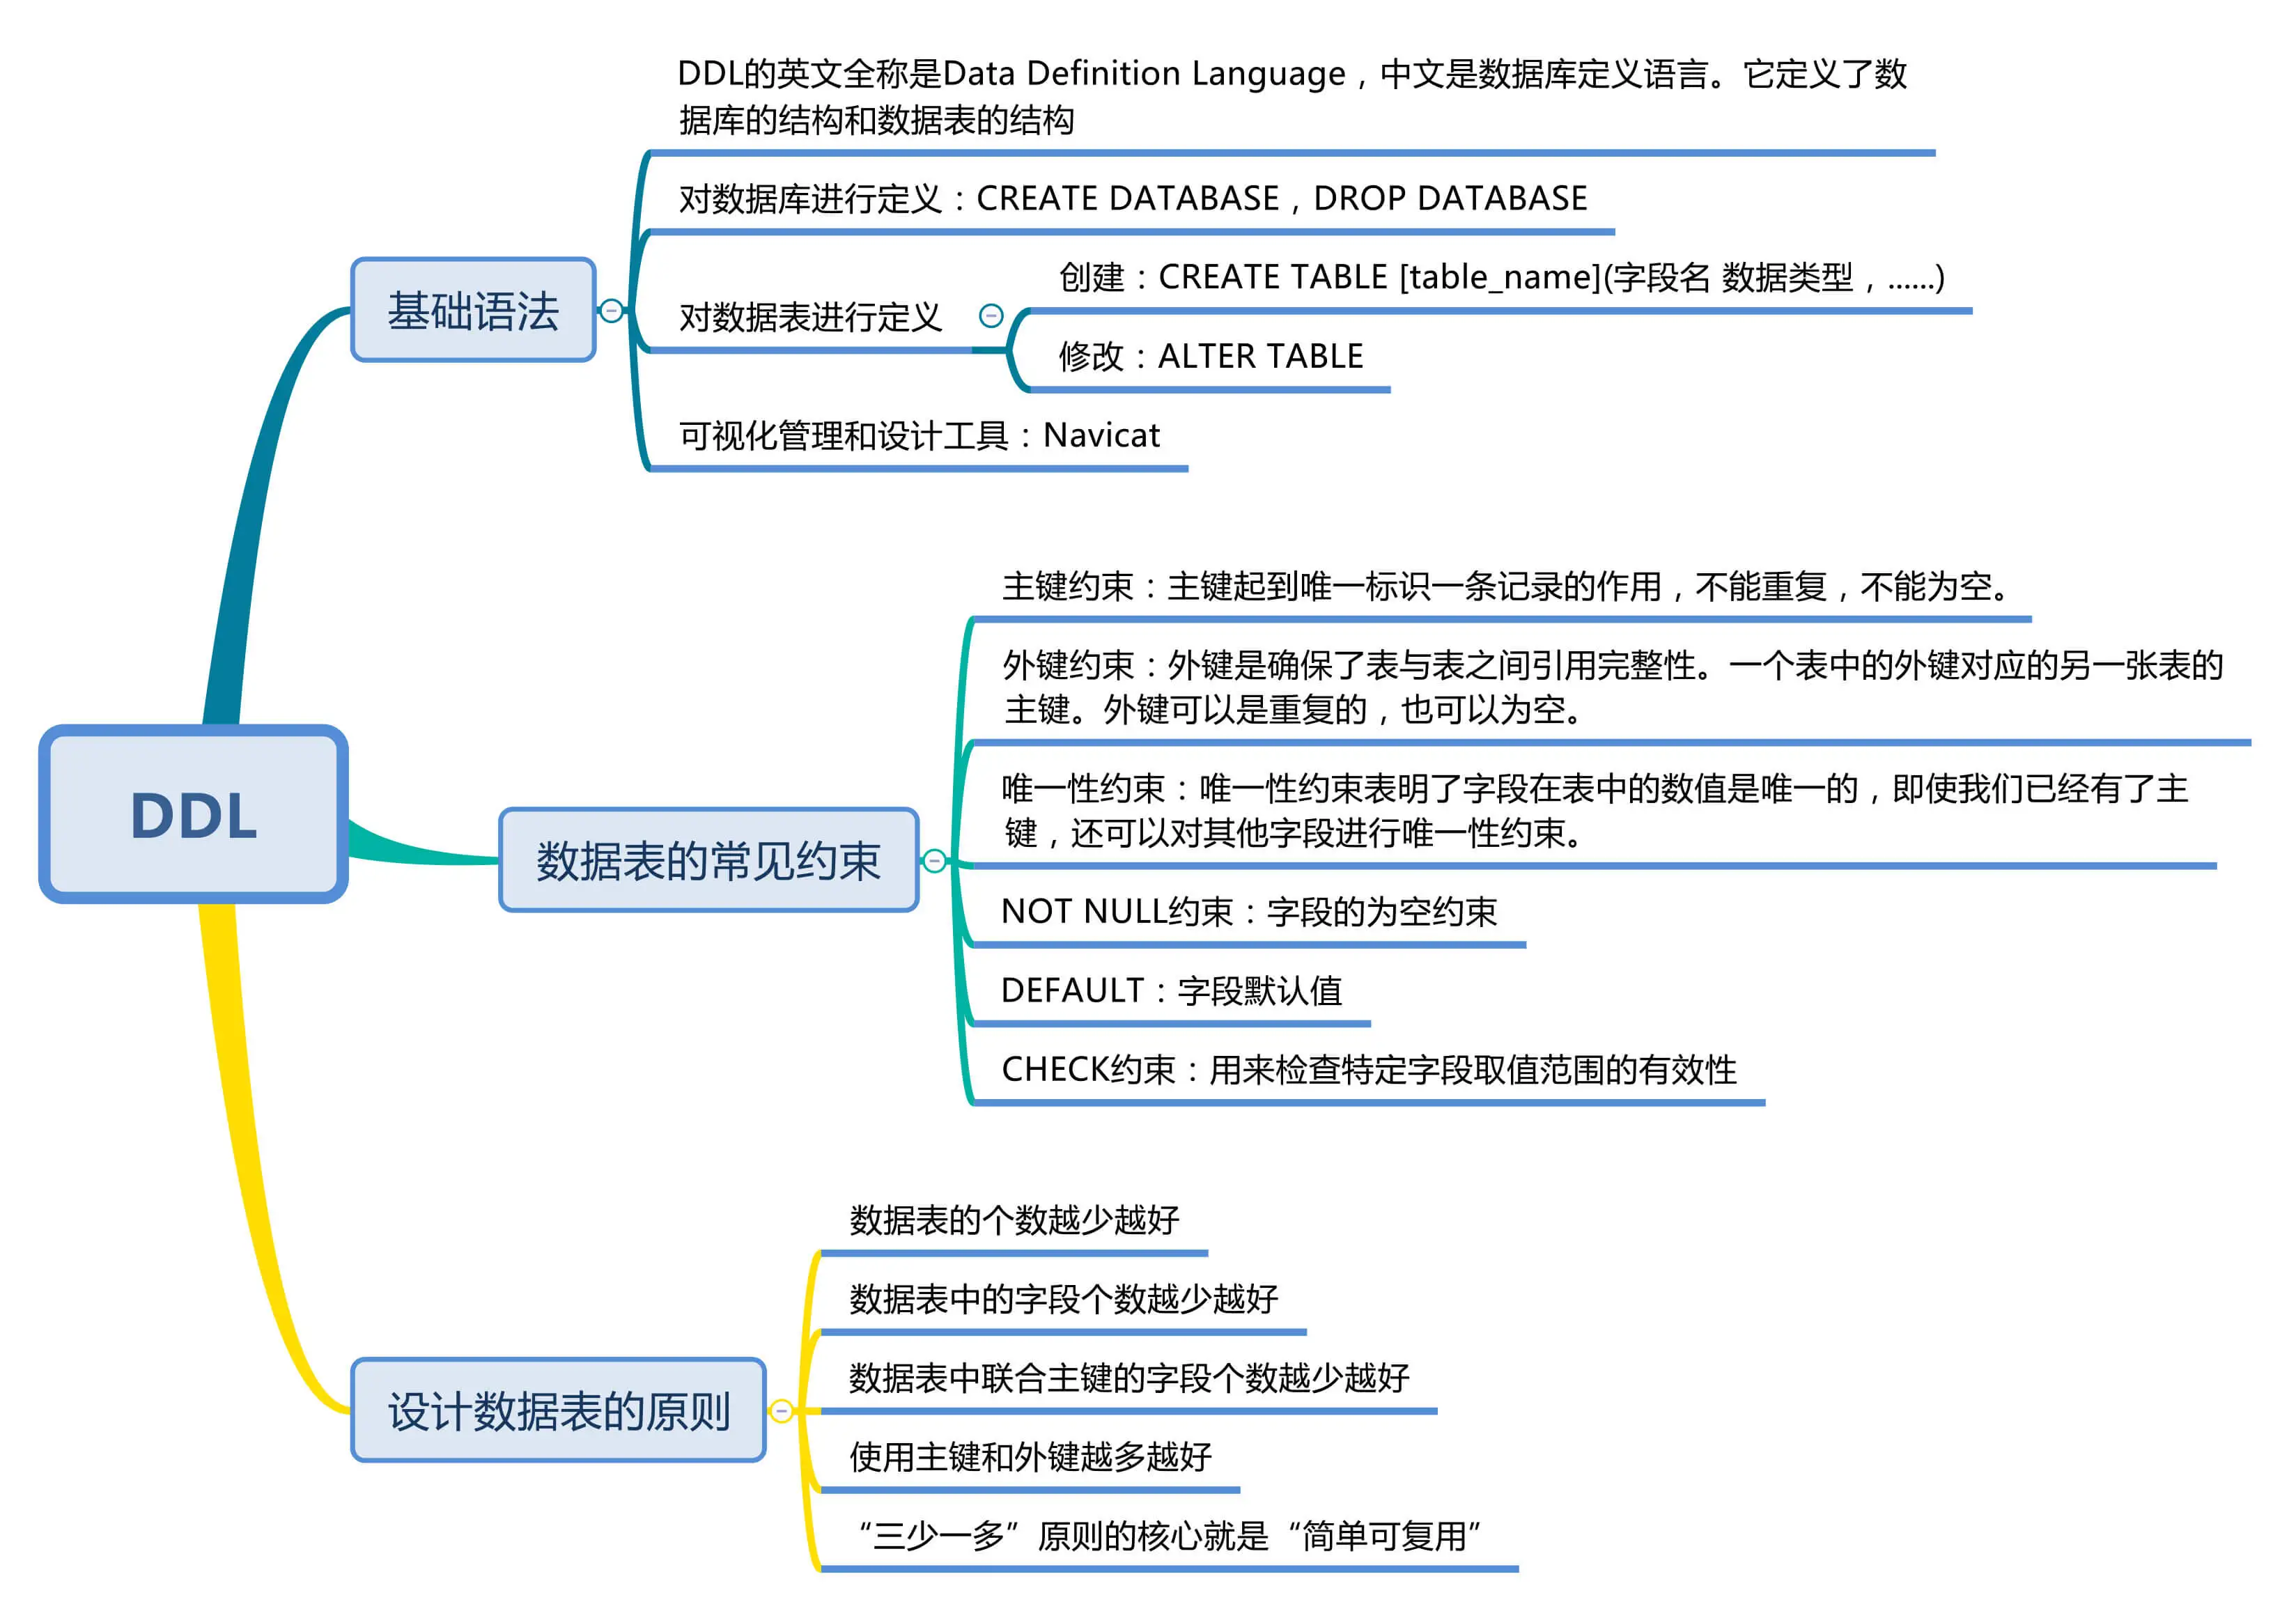 DDL的英文全称是Data Definition Language，中文是数据库定义语言。它定义了数
据库的结构和数据表的结构
对数据库进行定义：CREATE DATABASE，DROP DATABASE
基础语法
对数据表进行定义
创建：CREATE TABLE [table_name](字段名 数据类型，......)
修改：ALTER TABLE
可视化管理和设计工具：Navicat
DDL
数据表的常见约束
主键约束：主键起到唯一标识一条记录的作用，不能重复，不能为空。
外键约束：外键是确保了表与表之间引用完整性。一个表中的外键对应的另一张表的
主键。外键可以是重复的，也可以为空。
唯一性约束：唯一性约束表明了字段在表中的数值是唯一的，即使我们已经有了主
键，还可以对其他字段进行唯一性约束。
NOT NULL约束：字段的为空约束
DEFAULT：字段默认值
CHECK约束：用来检查特定字段取值范围的有效性
设计数据表的原则
数据表的个数越少越好
数据表中的字段个数越少越好
数据表中联合主键的字段个数越少越好
使用主键和外键越多越好
“三少一多”原则的核心就是“简单可复用”